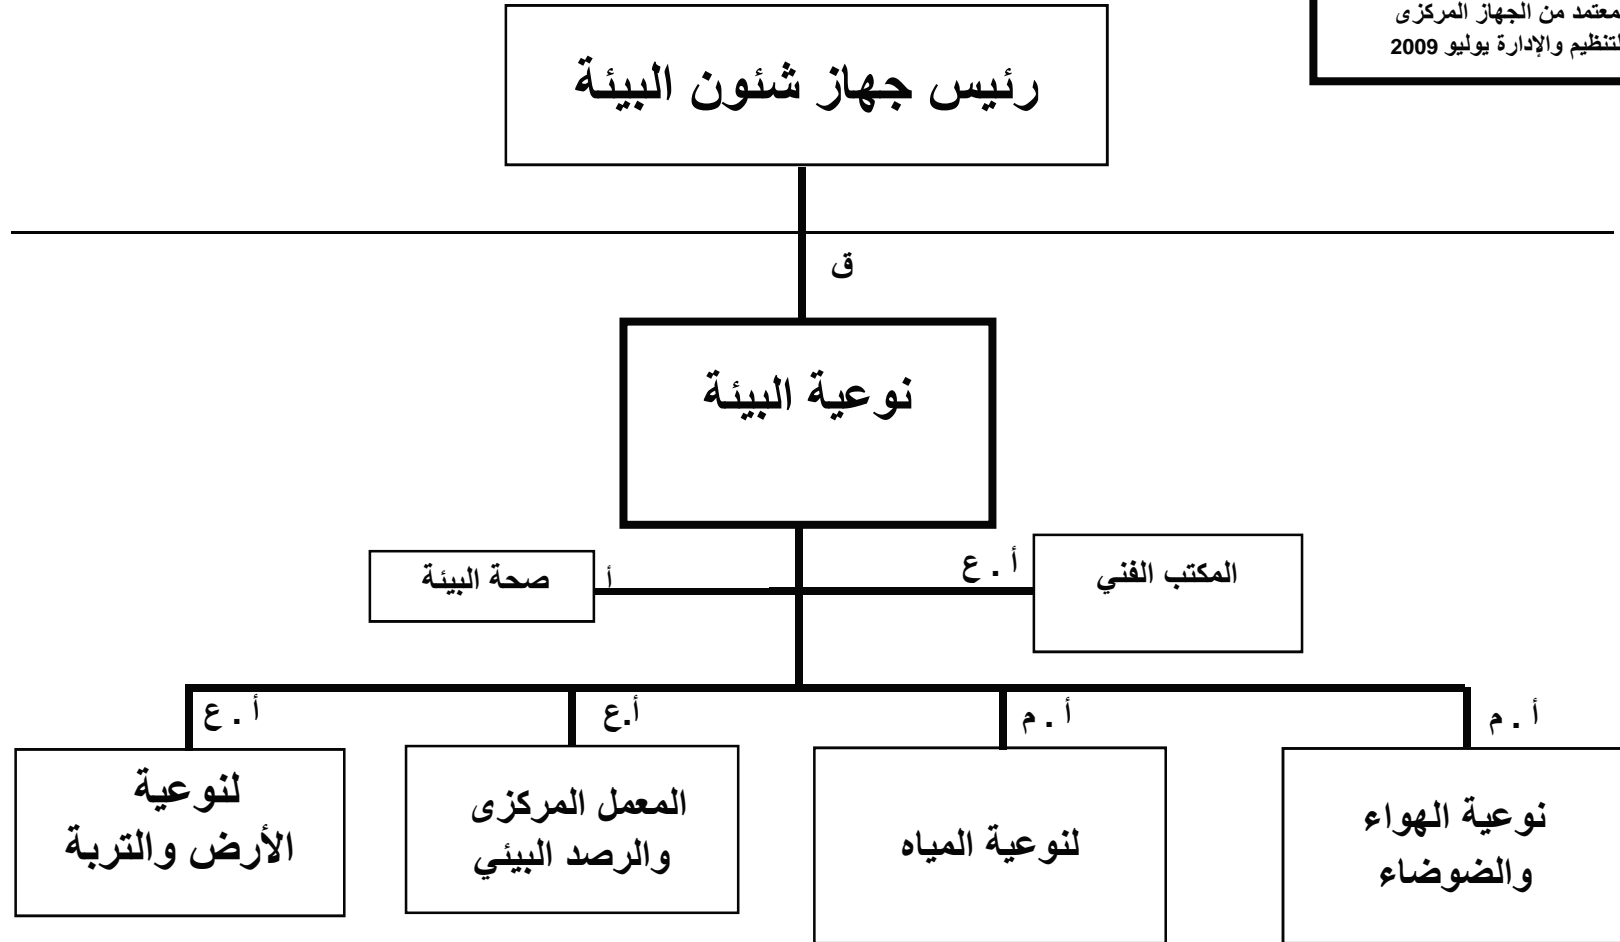 معتمد من الجهاز المركزى
لتنظيم والإدارة يوليو 2009
رئيس جهاز شئون البيئة
ق
نوعية البيئة
المكتب الفني
أ . ع
أ
صحة البيئة
أ . م
أ . م
أ.ع
أ . ع
نوعية الهواء
والضوضاء
لنوعية المياه
المعمل المركزى
والرصد البيئي
لنوعية
الأرض والتربة